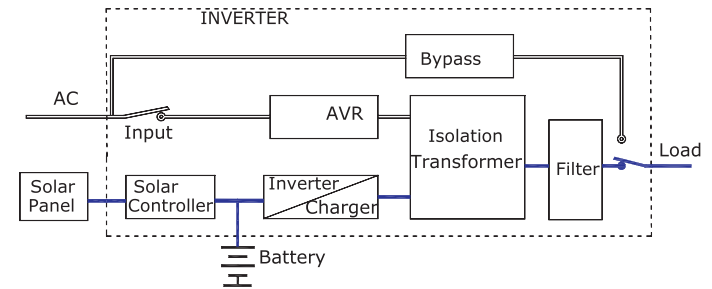 INVERTER
Bypass
AC
Input
AVR
Isolation
Transformer
Filter
Load
Solar
Panel
Solar
Controller
Inverter
Charger
Battery